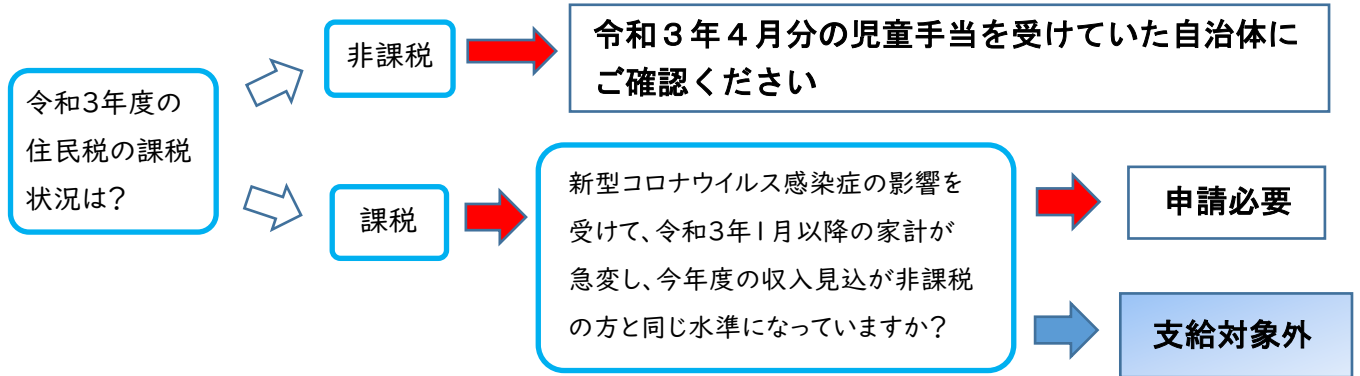 令和3年度の
住民税の課税
状況は?
非課税
令和３年４月分の児童手当を受けていた自治体に
ご確認ください
課税
新型コロナウイルス感染症の影響を
受けて、令和3年1月以降の家計が
急変し、今年度の収入見込が非課税
の方と同じ水準になっていますか?
申請必要
支給対象外